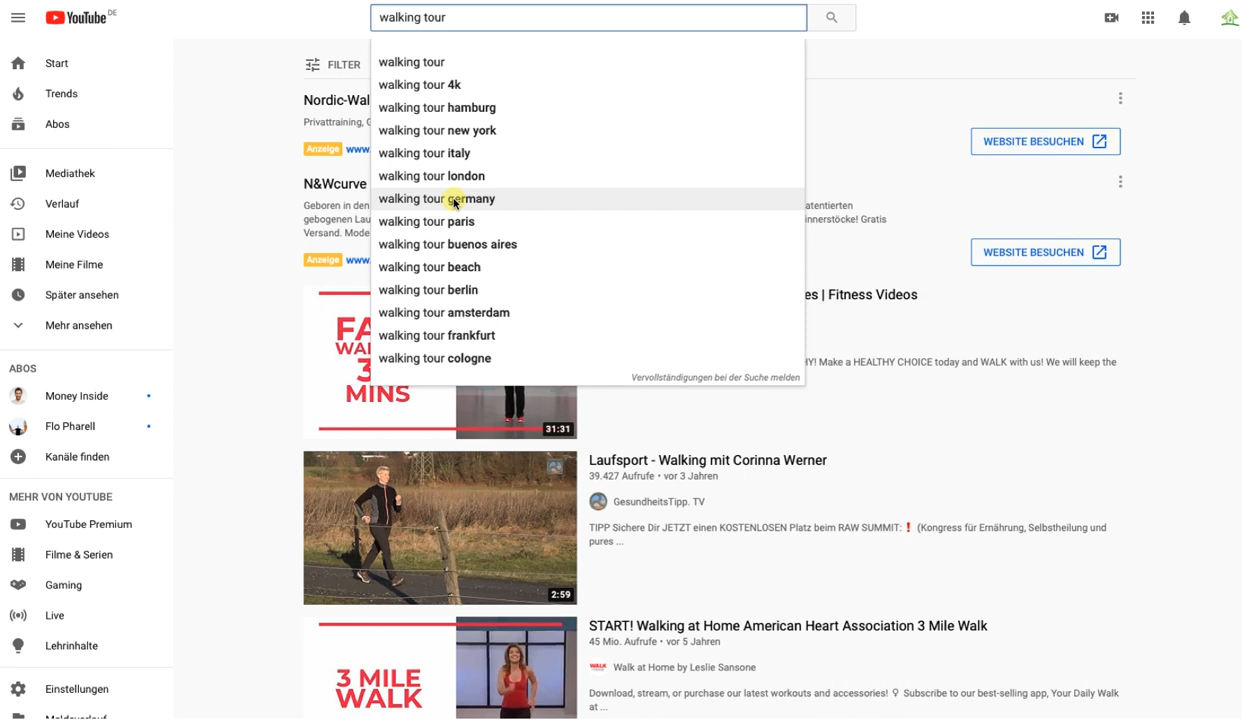 YouTube DE
walking tour
Start
Trends
Abos
Mediathek
Verlauf
Meine Videos
Meine Filme
Später ansehen
Mehr ansehen
ABOS
Money Inside
Flo Pharell
Kanäle finden
MEHR VON YOUTUBE
YouTube Premium
Filme & Serien
Gaming
Live
Lehrinhalte
Einstellungen
walking tour
walking tour 4k
walking tour hamburg
walking tour new york
walking tour italy
walking tour london
walking tour germany
walking tour paris
walking tour buenos aires
walking tour beach
walking tour berlin
walking tour amsterdam
walking tour frankfurt
walking tour cologne
Vervollständigungen bei der Suche melden
FILTER
Nordic-Wal
Privattraining, G
Anzeige www.
WEBSITE BESUCHEN
N&Wcurve
Geboren in den atentierten
gebogenen Lau innerstöcke! Gratis
Versand. Mode
Anzeige www.
WEBSITE BESUCHEN
es | Fitness Videos
HY! Make a HEALTHY CHOICE today and WALK with us! We will keep the
FA
WA
3
MINS
31:31
Laufsport - Walking mit Corinna Werner
39.427 Aufrufe • vor 3 Jahren
GesundheitsTipp. TV
TIPP Sichere Dir JETZT einen KOSTENLOSEN Platz beim RAW SUMMIT: ❗ (Kongress für Ernährung, Selbstheilung und
pures ...
2:59
START! Walking at Home American Heart Association 3 Mile Walk
45 Mio. Aufrufe • vor 5 Jahren
WALK Walk at Home by Leslie Sansone
Download, stream, or purchase our latest workouts and accessories! Subscribe to our best-selling app, Your Daily Walk
at ...
3 MILE
WALK